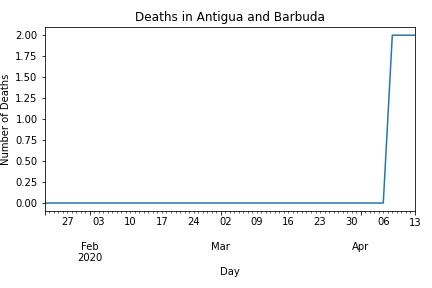 Deaths in Antigua and Barbuda
2.00
1.75
1.50
1.25
1.00
0.75
0.50
0.25
0.00
Number of Deaths
27 03 10 17 24 02 09 16 23 30 06 13
Feb Mar Apr
2020
Day